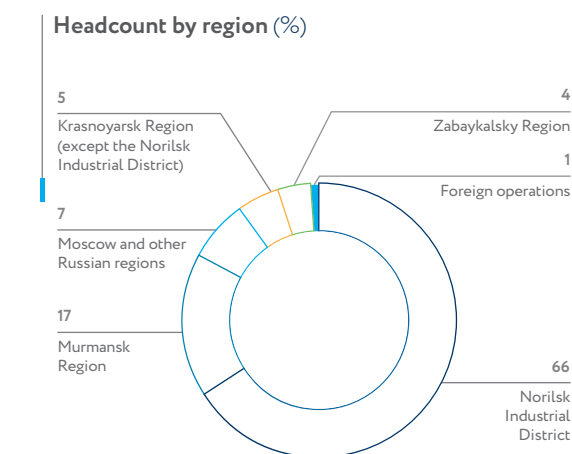 Headcount by region (%)
5
Krasnoyarsk Region
(except the Norilsk
Industrial District)
4
Zabaykalsky Region
1
Foreign operations
7
Moscow and other
Russian regions
17
Murmansk
Region
66
Norilsk
Industrial
District